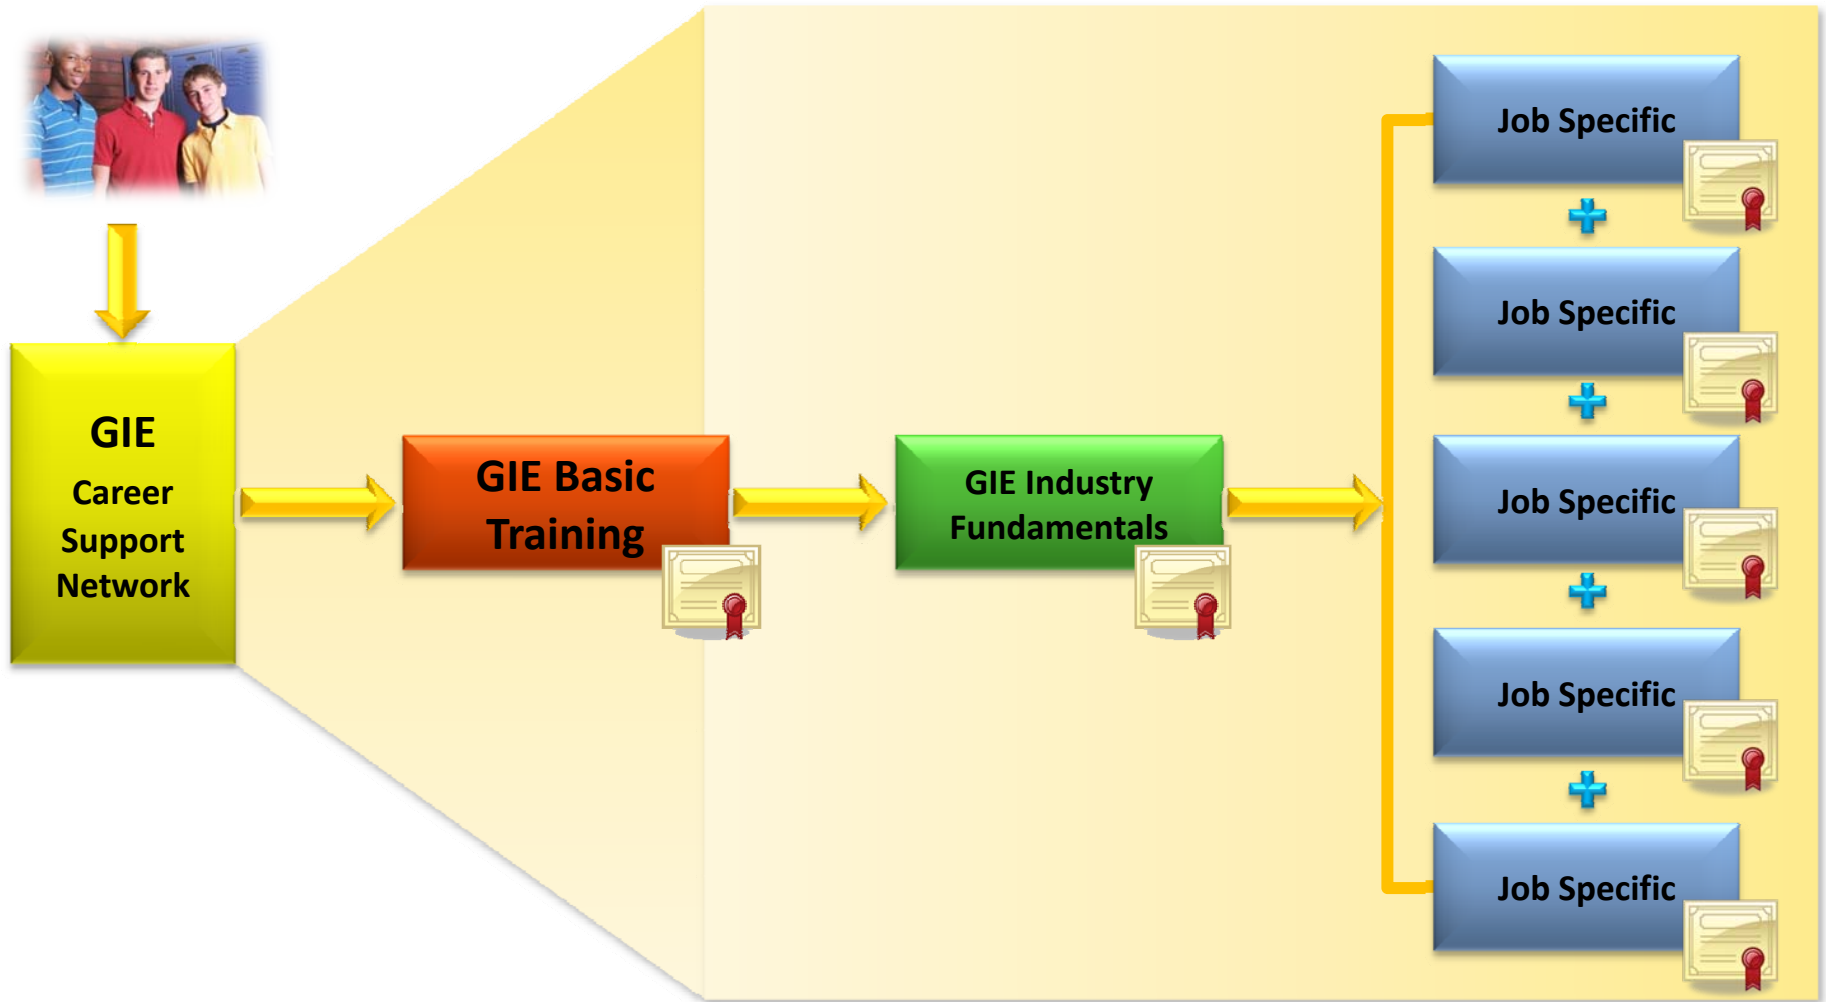 GIE
Career
Support
Network
GIE Basic
Training
GIE Industry
Fundamentals
Job Specific
Job Specific
Job Specific
Job Specific
Job Specific